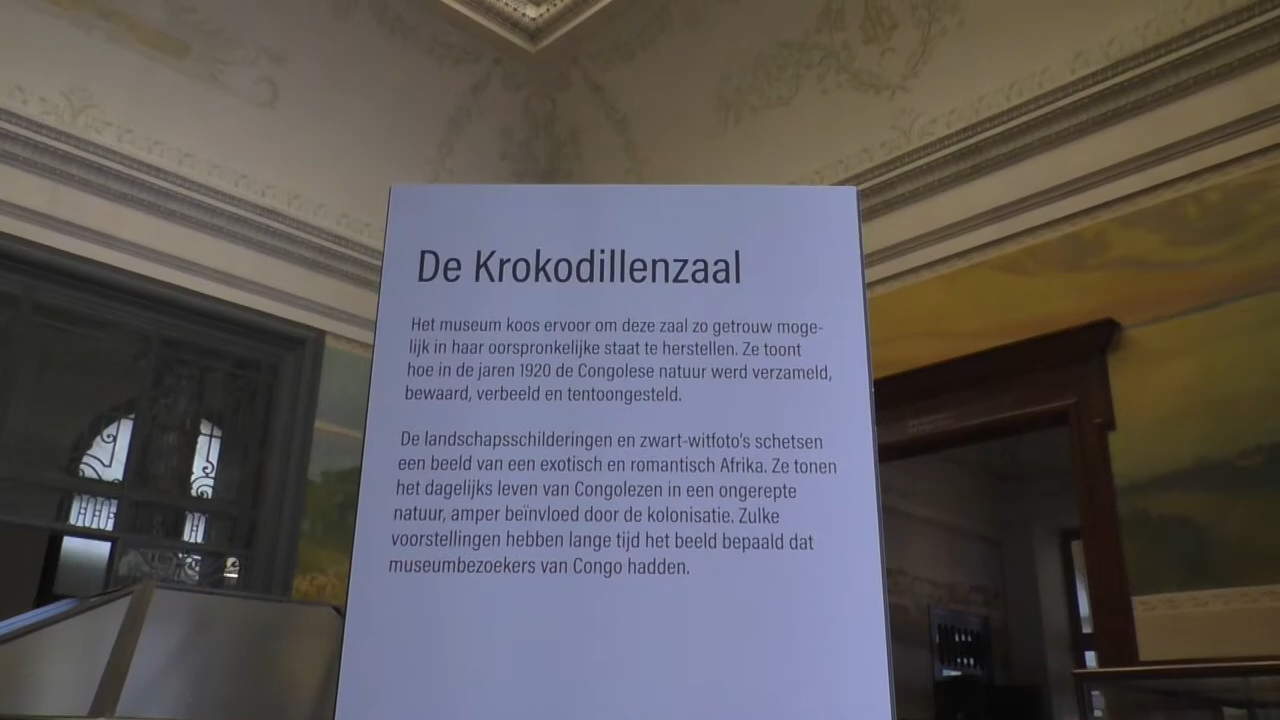 De Krokodillenzaal
Het museum koos ervoor om deze zaal zo getrouw moge-
lijk in haar oorspronkelijke staat te herstellen. Ze toont
hoe in de jaren 1920 de Congolese natuur werd verzameld,
bewaard, verbeeld en tentoongesteld.
De landschapsschilderingen en zwart-witfoto's schetsen
een beeld van een exotisch en romantisch Afrika. Ze tonen
het dagelijks leven van Congolezen in een ongerepte
natuur, amper beïnvloed door de kolonisatie. Zulke
voorstellingen hebben lange tijd het beeld bepaald dat
museumbezoekers van Congo hadden.